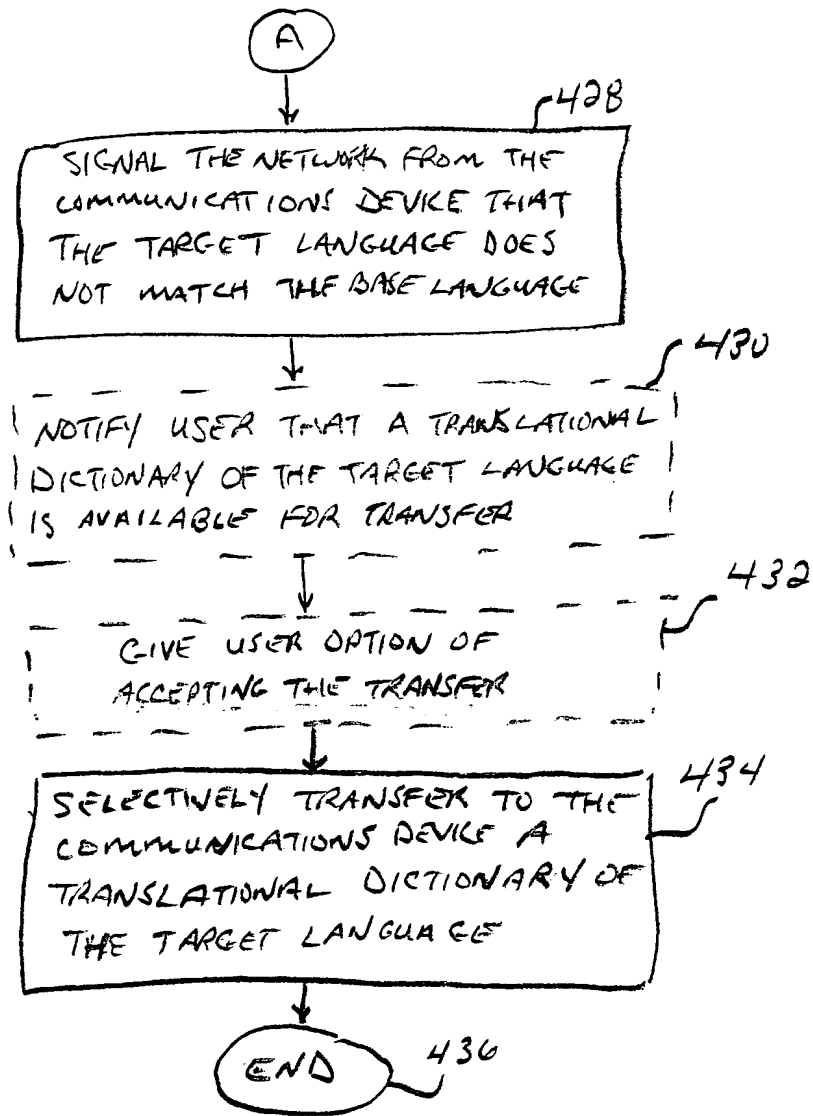 A
428
SIGNAL THE NETWORK FROM THE
COMMUNICATIONS DEVICE THAT
THE TARGET LANGUAGE DOES
NOT MATCH THE BASE LANGUAGE
430
NOTIFY USER THAT A TRANSLATIONAL
DICTIONARY OF THE TARGET LANGUAGE
IS AVAILABLE FOR TRANSFER
432
GIVE USER OPTION OF
ACCEPTING THE TRANSFER
434
SELECTIVELY TRANSFER TO THE
COMMUNICATIONS DEVICE A
TRANSLATIONAL DICTIONARY OF
THE TARGET LANGUAGE
END
436